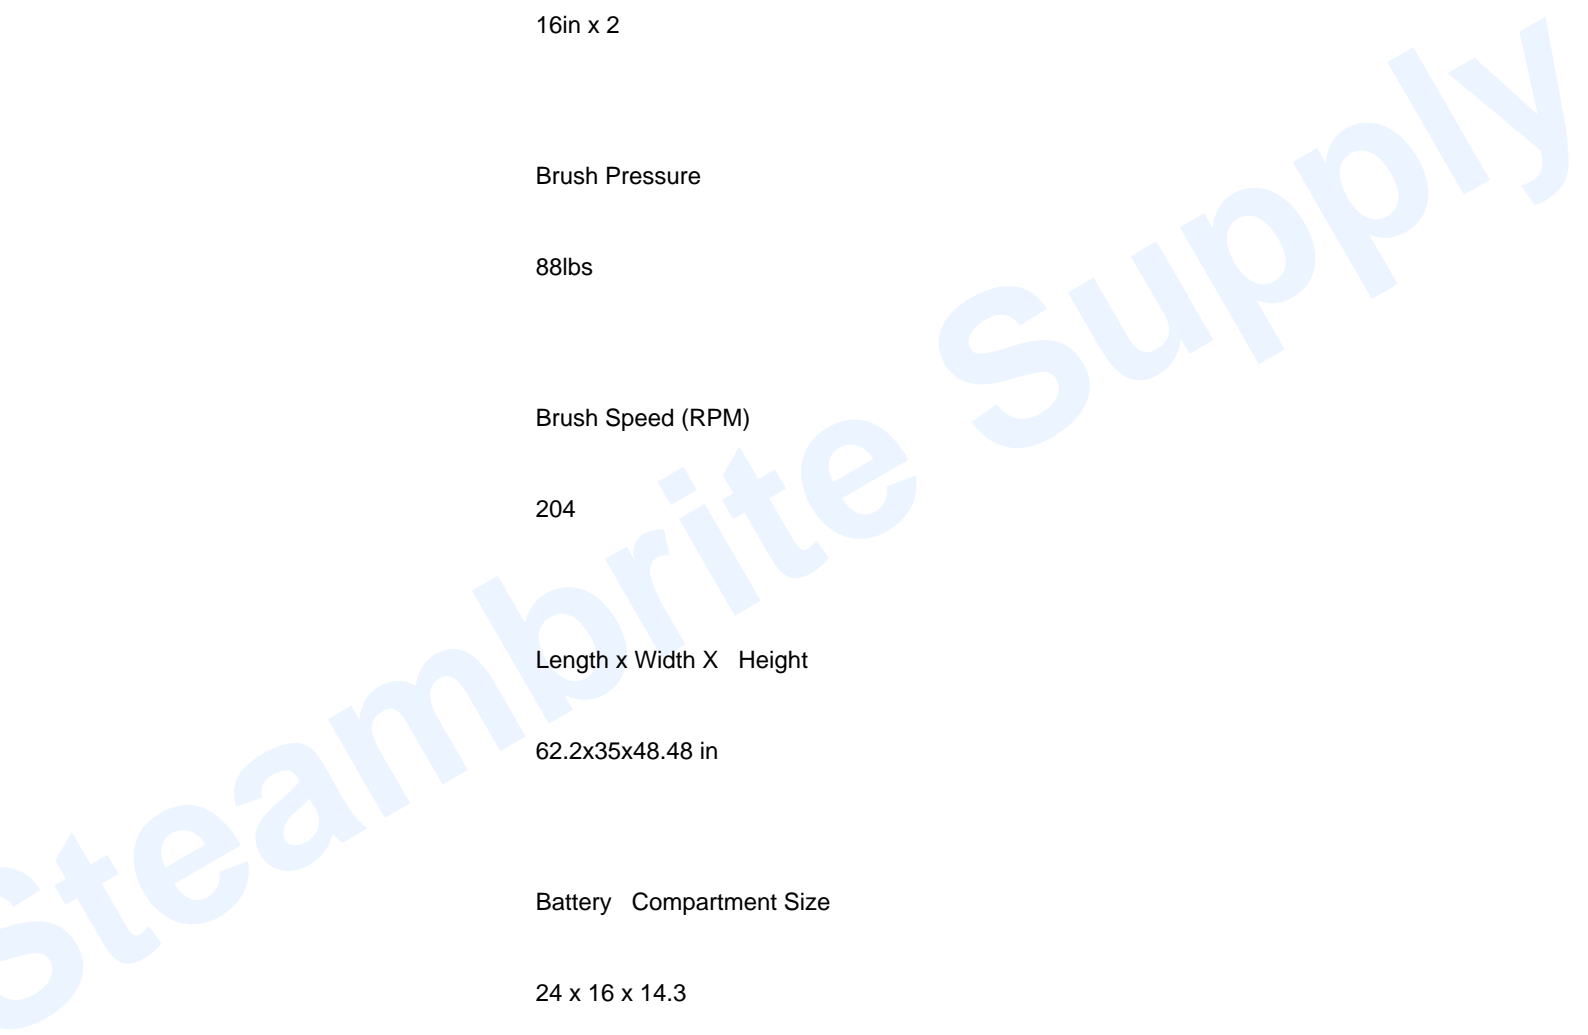 16in x 2
Brush Pressure
88lbs
Brush Speed (RPM)
204
Length x Width X   Height
62.2x35x48.48 in
Battery   Compartment Size
24 x 16 x 14.3
Steambrite Supply